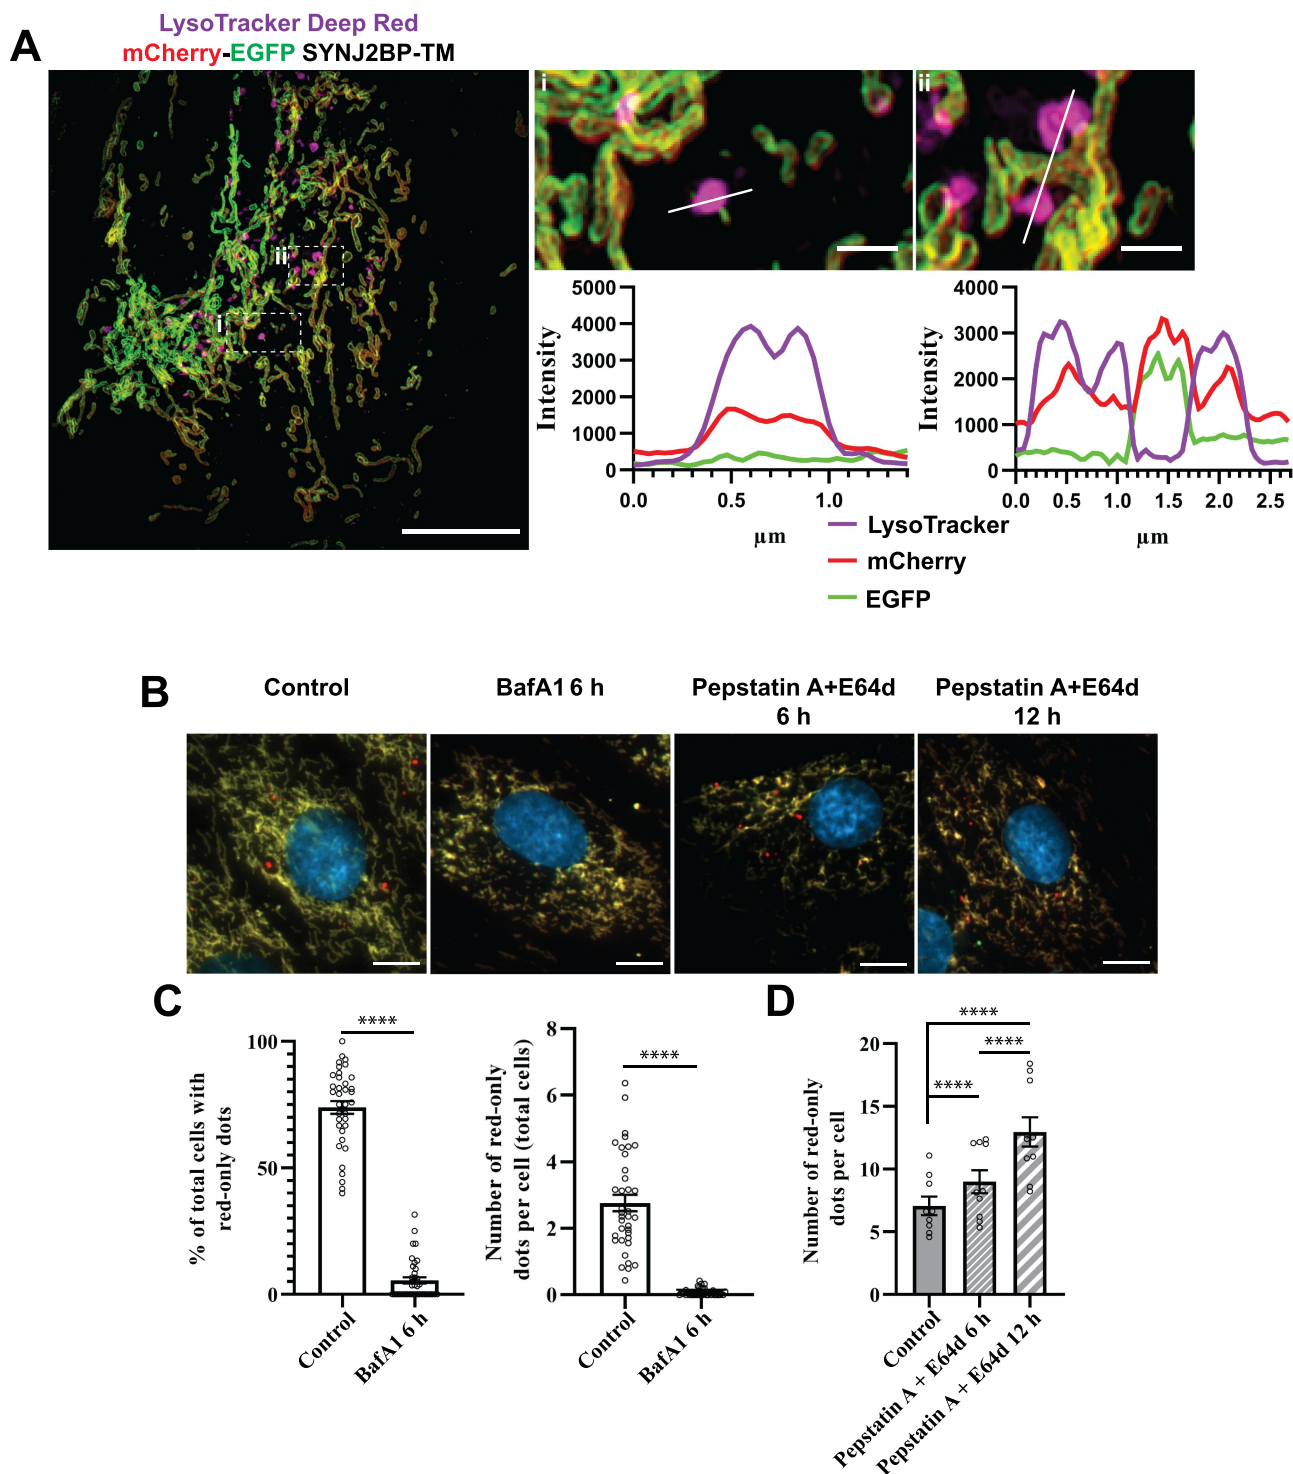 LysoTracker Deep Red
A
mCherry-EGFP SYNJ2BP-TM
i
ii
ii
i
5000
4000
3000
2000
1000
0
Intensity
0.0 0.5 1.0
µm
4000
3000
2000
1000
0
Intensity
0.0 0.5 1.0 1.5 2.0 2.5
µm
LysoTracker
mCherry
EGFP
B
Control
BafA1 6 h
Pepstatin A+E64d
6 h
Pepstatin A+E64d
12 h
C
****
100
50
0
% of total cells with
red-only dots
Control
BafA1 6 h
****
8
6
4
2
0
Number of red-only
dots per cell (total cells)
Control
BafA1 6 h
D
****
****
****
20
15
10
5
0
Number of red-only
dots per cell
Control
Pepstatin A + E64d 6 h
Pepstatin A + E64d 12 h